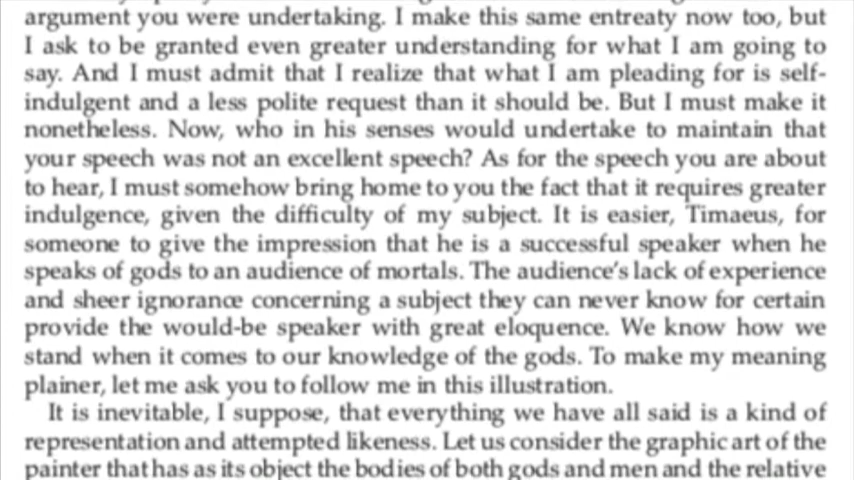 argument you were undertaking. I make this same entreaty now too, but
I ask to be granted even greater understanding for what I am going to
say. And I must admit that I realize that what I am pleading for is self-
indulgent and a less polite request than it should be. But I must make it
nonetheless. Now, who in his senses would undertake to maintain that
your speech was not an excellent speech? As for the speech you are about
to hear, I must somehow bring home to you the fact that it requires greater
indulgence, given the difficulty of my subject. It is easier, Timaeus, for
someone to give the impression that he is a successful speaker when he
speaks of gods to an audience of mortals. The audience's lack of experience
and sheer ignorance concerning a subject they can never know for certain
provide the would-be speaker with great eloquence. We know how we
stand when it comes to our knowledge of the gods. To make my meaning
plainer, let me ask you to follow me in this illustration.
It is inevitable, I suppose, that everything we have all said is a kind of
representation and attempted likeness. Let us consider the graphic art of the
painter that has as its object the bodies of both gods and men and the relative